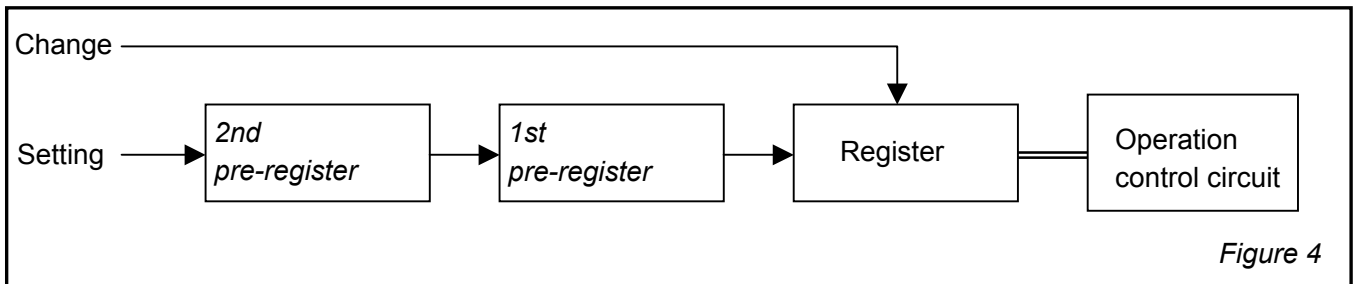 Change
Setting
2nd
pre-register
1st
pre-register
Register
Operation
control circuit
Figure 4